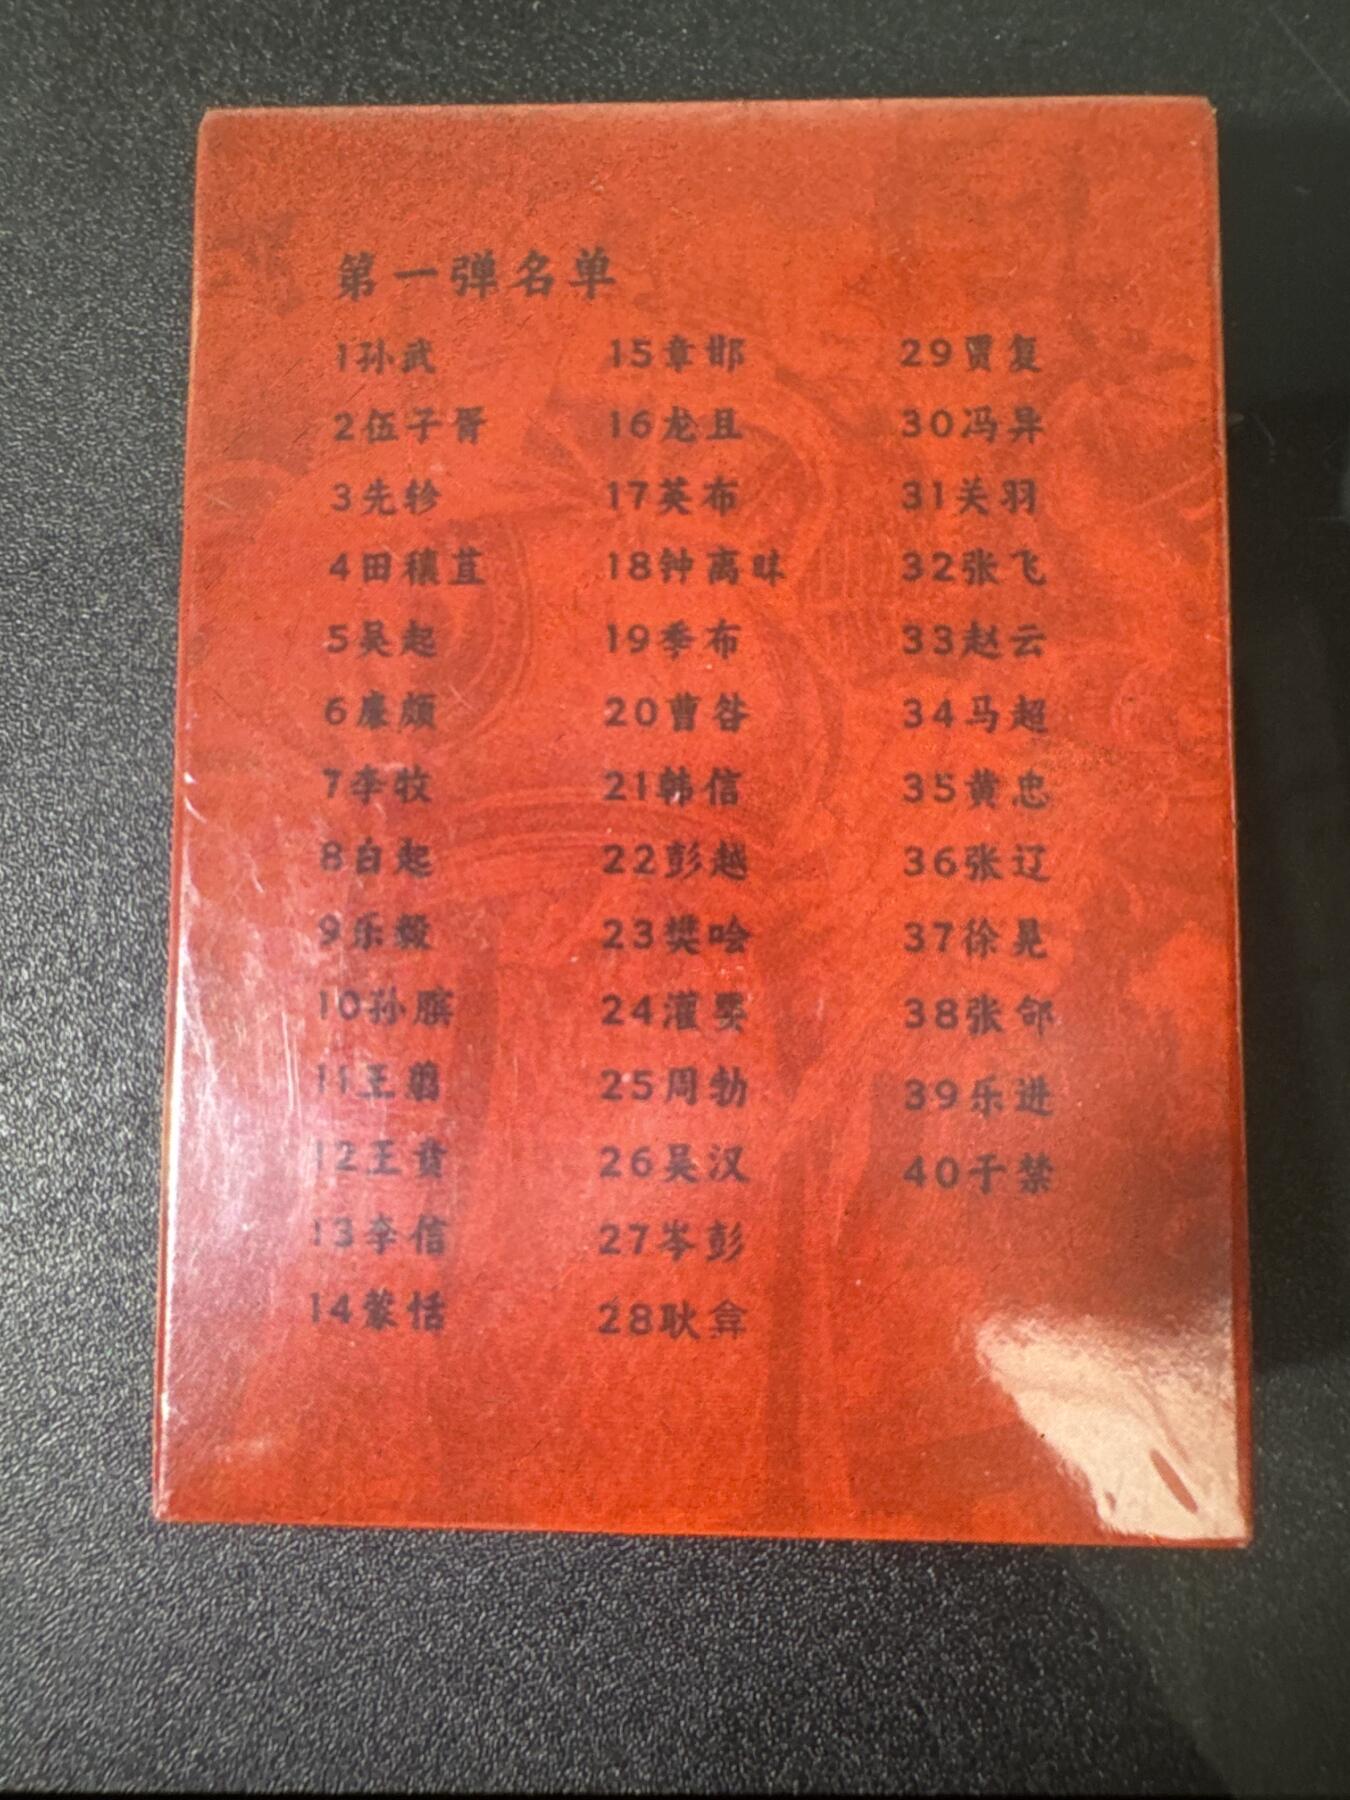 第一弹名单
1孙武
2伍子胥
3先轸
4田穰苴
5吴起
6廉颇
7李牧
8白起
9乐毅
10孙膑
11王翦
12王贲
13李信
14蒙恬
15章邯
16龙且
17英布
18钟离昧
19季布
20曹咎
21韩信
22彭越
23樊哙
24灌婴
25周勃
26吴汉
27岑彭
28耿弇
29贾复
30冯异
31关羽
32张飞
33赵云
34马超
35黄忠
36张辽
37徐晃
38张郃
39乐进
40于禁